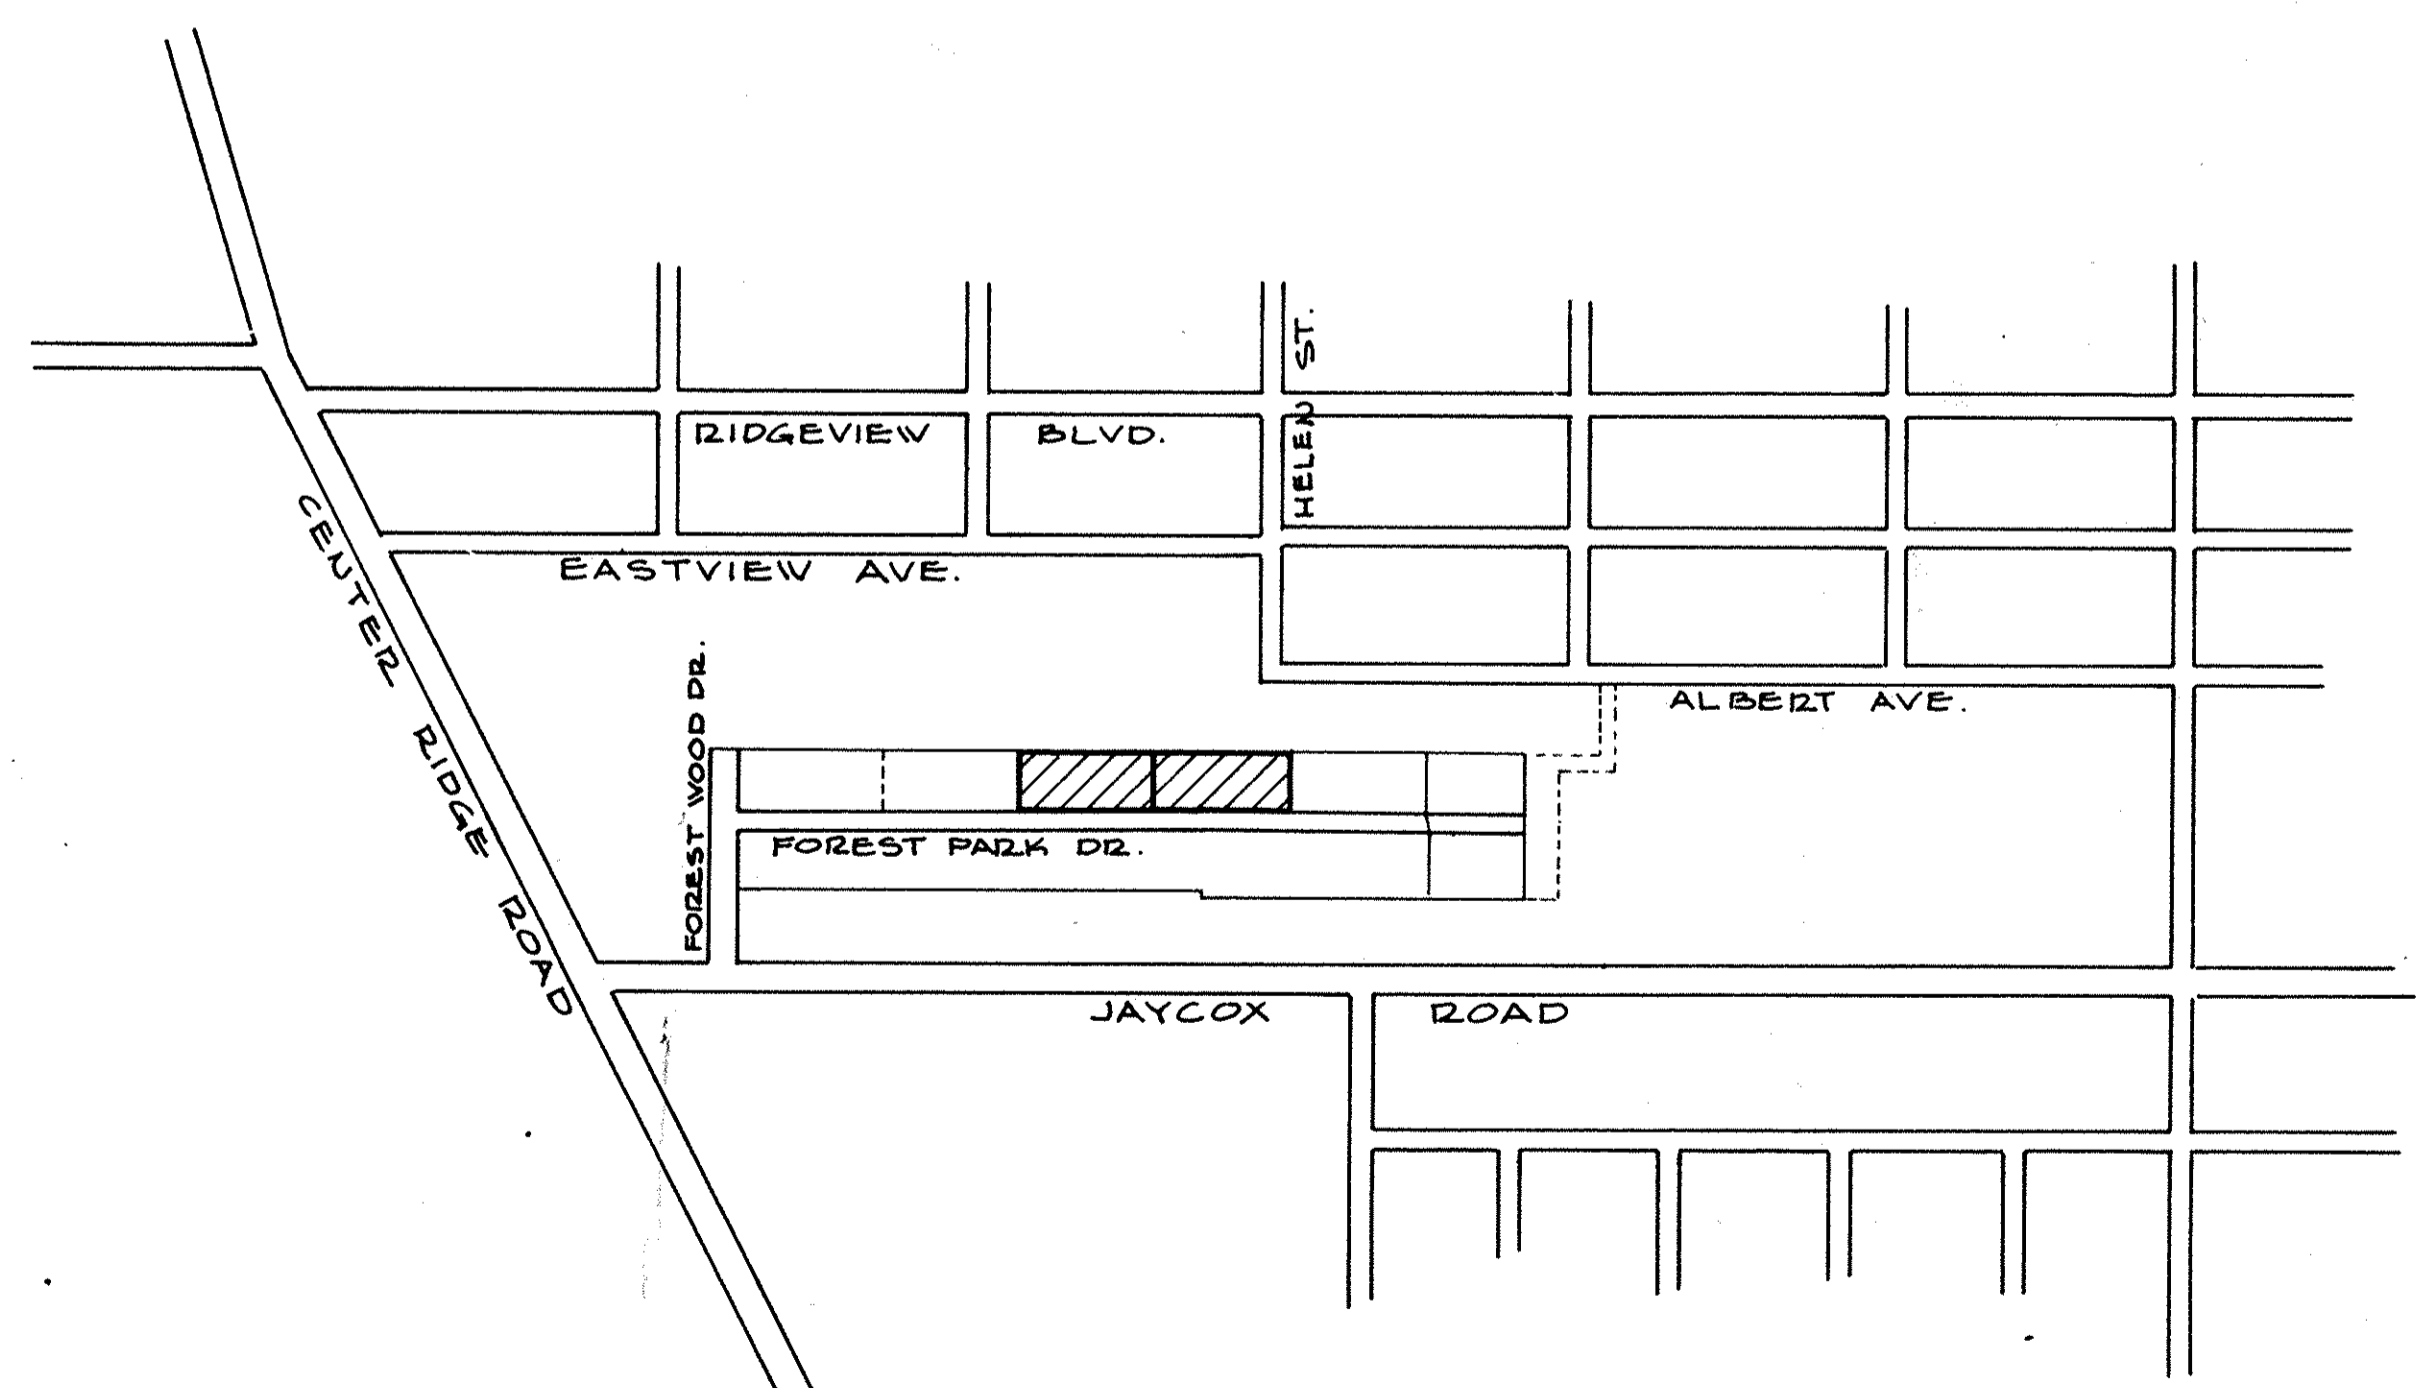 HELEN ST.
RIDGEVIEW BLVD.
EASTVIEW AVE.
CENTER RIDGE ROAD
FOREST WOOD DR.
ALBERT AVE.
FOREST PARK DR.
JAYCOX ROAD